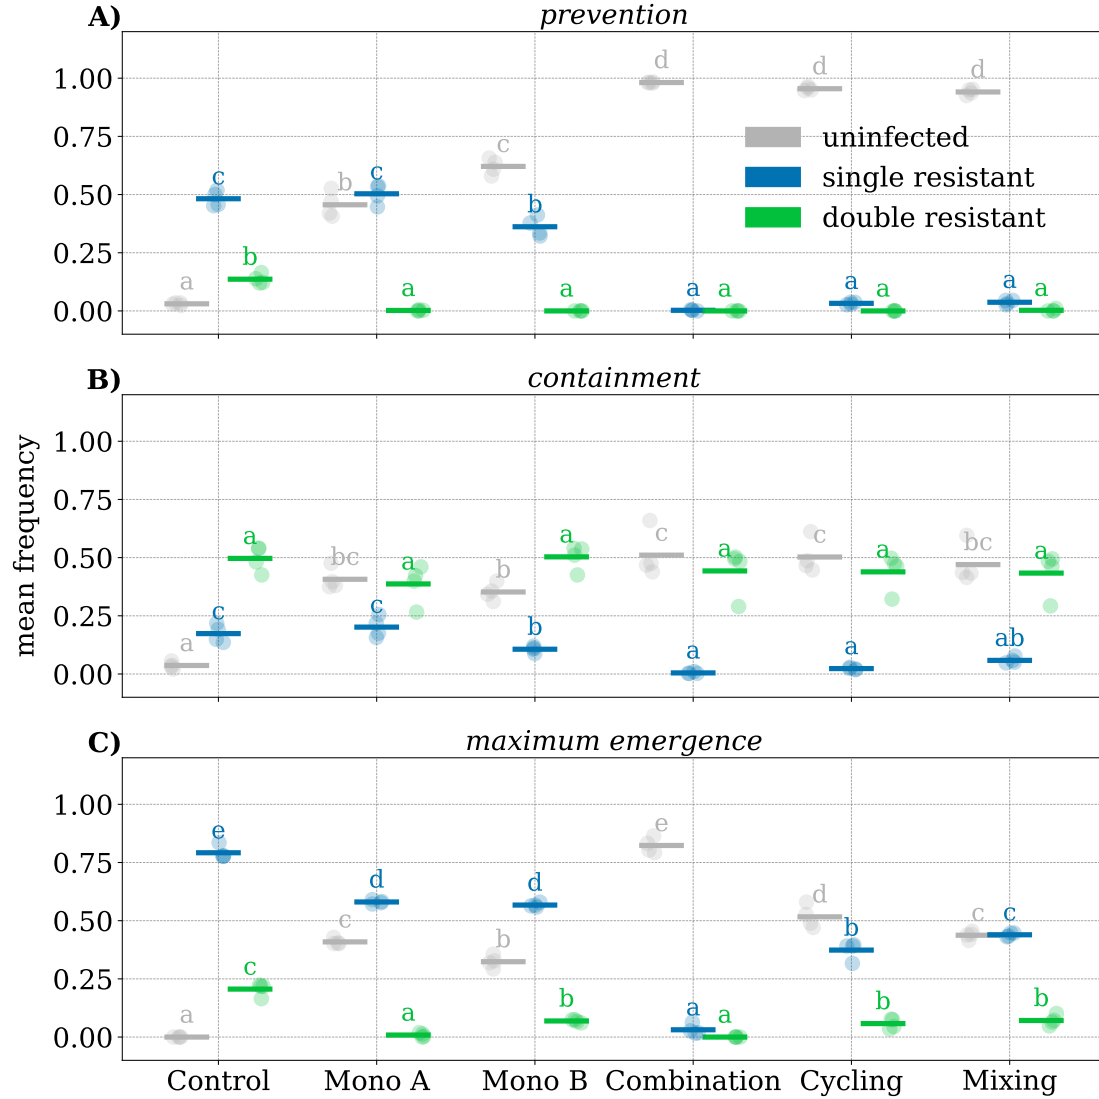 A) prevention
1.00
0.75
0.50
0.25
0.00
a c b
b c a
c b a
d a a
d a a
d a a
uninfected
single resistant
double resistant
B) containment
mean frequency
1.00
0.75
0.50
0.25
0.00
a c a
bc c a
b b a
c a a
c a a
bc ab a
C) maximum emergence
1.00
0.75
0.50
0.25
0.00
a e c
c d a
b d b
e a a
d b b
c c b
Control Mono A Mono B Combination Cycling Mixing